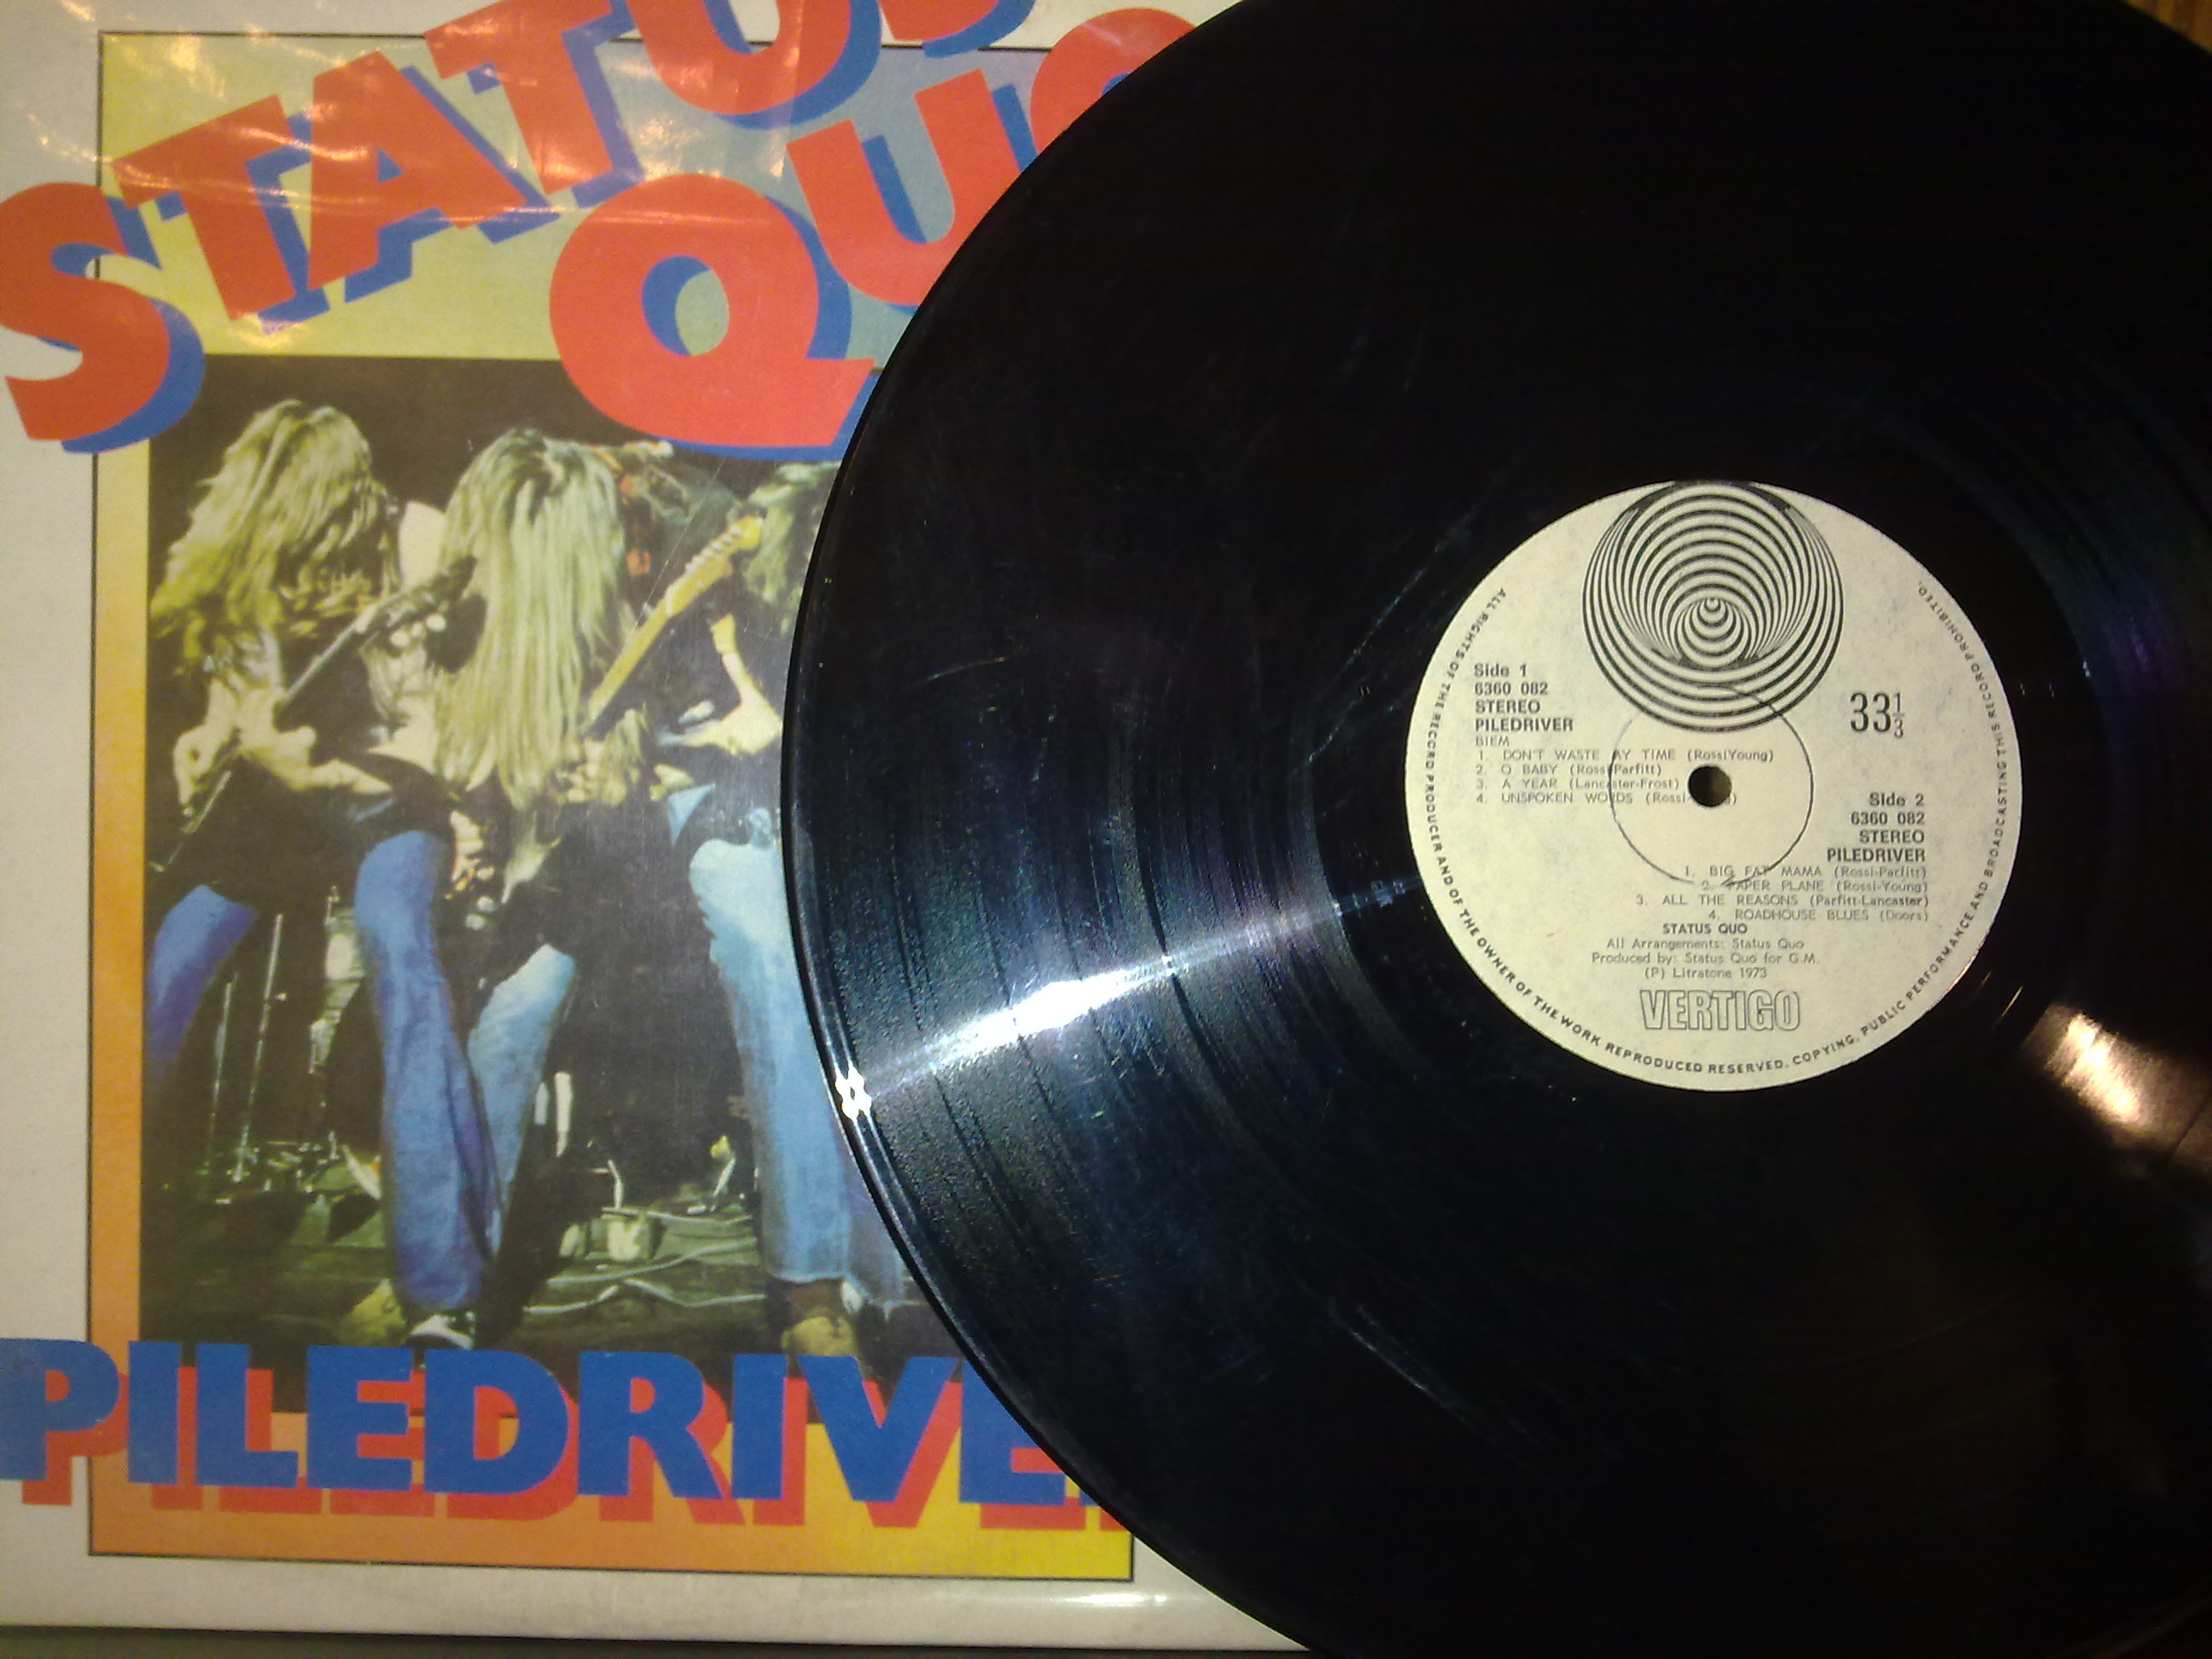 STATUS
QUO
PILEDRIVE
ALL RIGHTS OF THE RECORD PRODUCER AND OF THE OWNER OF THE WORK REPRODUCED RESERVED. COPYING, PUBLIC PERFORMANCE AND BROADCASTING THIS RECORD PROHIBITED.
Side 1
6360 082
STEREO
PILEDRIVER
BIEM
1. DON'T WASTE MY TIME (RossiYoung)
2. O BABY (Rossi-Parfitt)
3. A YEAR (Lancaster-Frost)
4. UNSPOKEN WORDS (Rossi-
33 1/3
Side 2
6360 082
STEREO
PILEDRIVER
1. BIG FAT MAMA (Rossi-Parfitt)
2. PAPER PLANE (Rossi-Young)
3. ALL THE REASONS (Parfitt-Lancaster)
4. ROADHOUSE BLUES (Doors)
STATUS QUO
All Arrangements: Status Quo
Produced by: Status Quo for G.M.
(P) Litratone 1973
VERTIGO